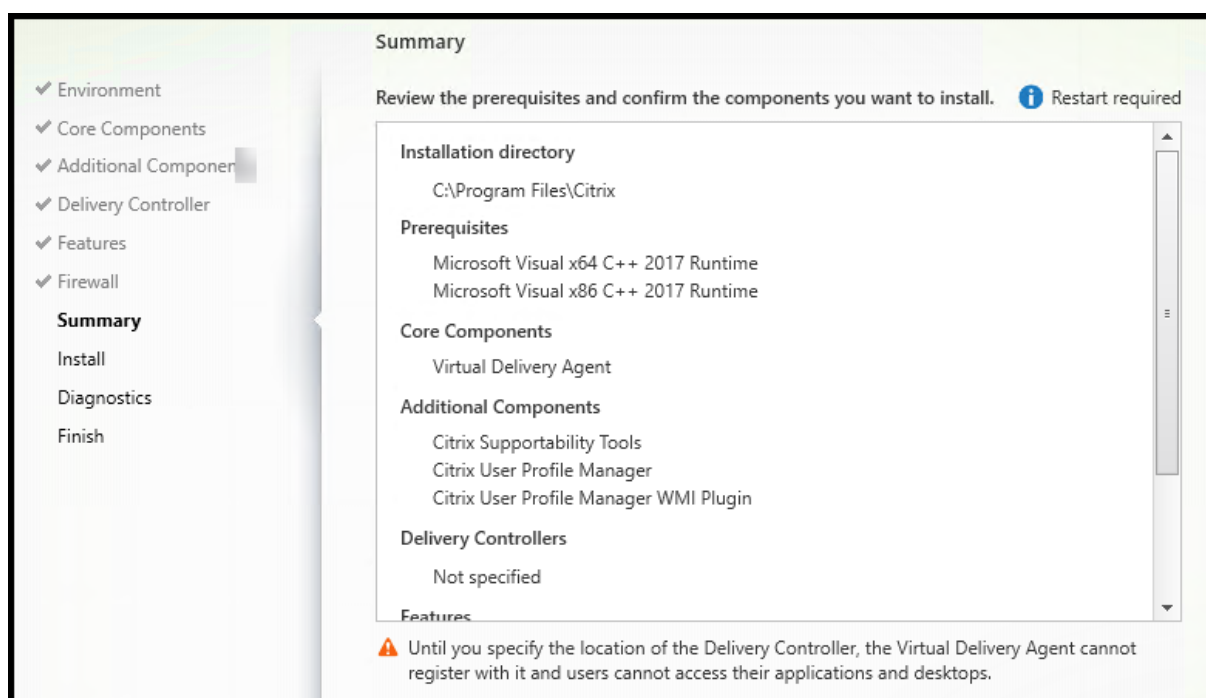 Summary
Environment
Core Components
Additional
Delivery Controller
Features
Firewall
Summary
Install
Diagnostics
Finish
Review the prerequisites and confirm the components you want to install.
Restart required
Installation directory
C:\Program Files\Citrix
Prerequisites
Microsoft Visual x64 C++ 2017 Runtime
Microsoft Visual x86 C++ 2017 Runtime
Core Components
Virtual Delivery Agent
Additional Components
Citrix Supportability Tools
Citrix User Profile Manager
Citrix User Profile Manager WMI Plugin
Delivery Controllers
Not specified
Features
Until you specify the location of the Delivery Controller, the Virtual Delivery Agent cannot
register with it and users cannot access their applications and desktops.